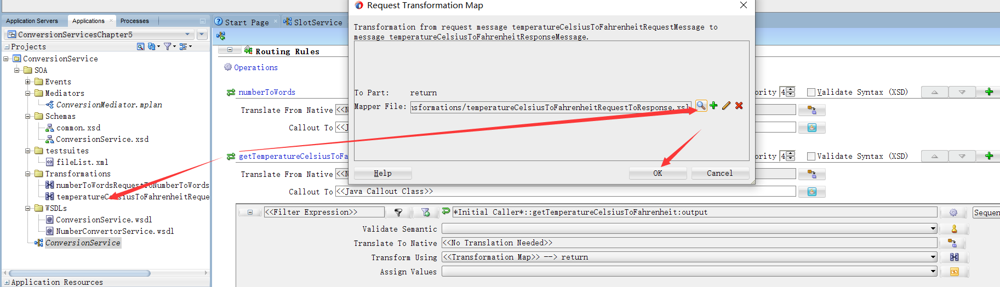 Request Transformation Map
Application Servers
Applications
Processes
Start Page
SlotService
ConversionServicesChapter5
Projects
ConversionService
SOA
Events
Mediators
ConversionMediator.mplan
Schemas
common.xsd
ConversionService.xsd
testsuites
fileList.xml
Transformations
numberToWordsRequestToNumberToWords
WSDLs
ConversionService.wsdl
NumberConvertorService.wsdl
ConversionService
Application Resources
Transformation from request message temperatureCelsiusToFahrenheitRequestMessage to
message temperatureCelsiusToFahrenheitResponseMessage.
To Part: return
Mapper File: nsformations/temperatureCelsiusToFahrenheitRequestToResponse.xsl
Help OK Cancel
Routing Rules
Operations
numberToWords
ority 4 Validate Syntax (XSD)
Translate From Native <<N
Callout To <<J
getTemperatureCelsiusToFa
ority 4 Validate Syntax (XSD)
Translate From Native <<N
Callout To <<Java Callout Class>>
<<Filter Expression>> *Initial Caller*::getTemperatureCelsiusToFahrenheit:output Sequen
Validate Semantic
Translate To Native <<No Translation Needed>>
Transform Using <<Transformation Map>> --> return
Assign Values